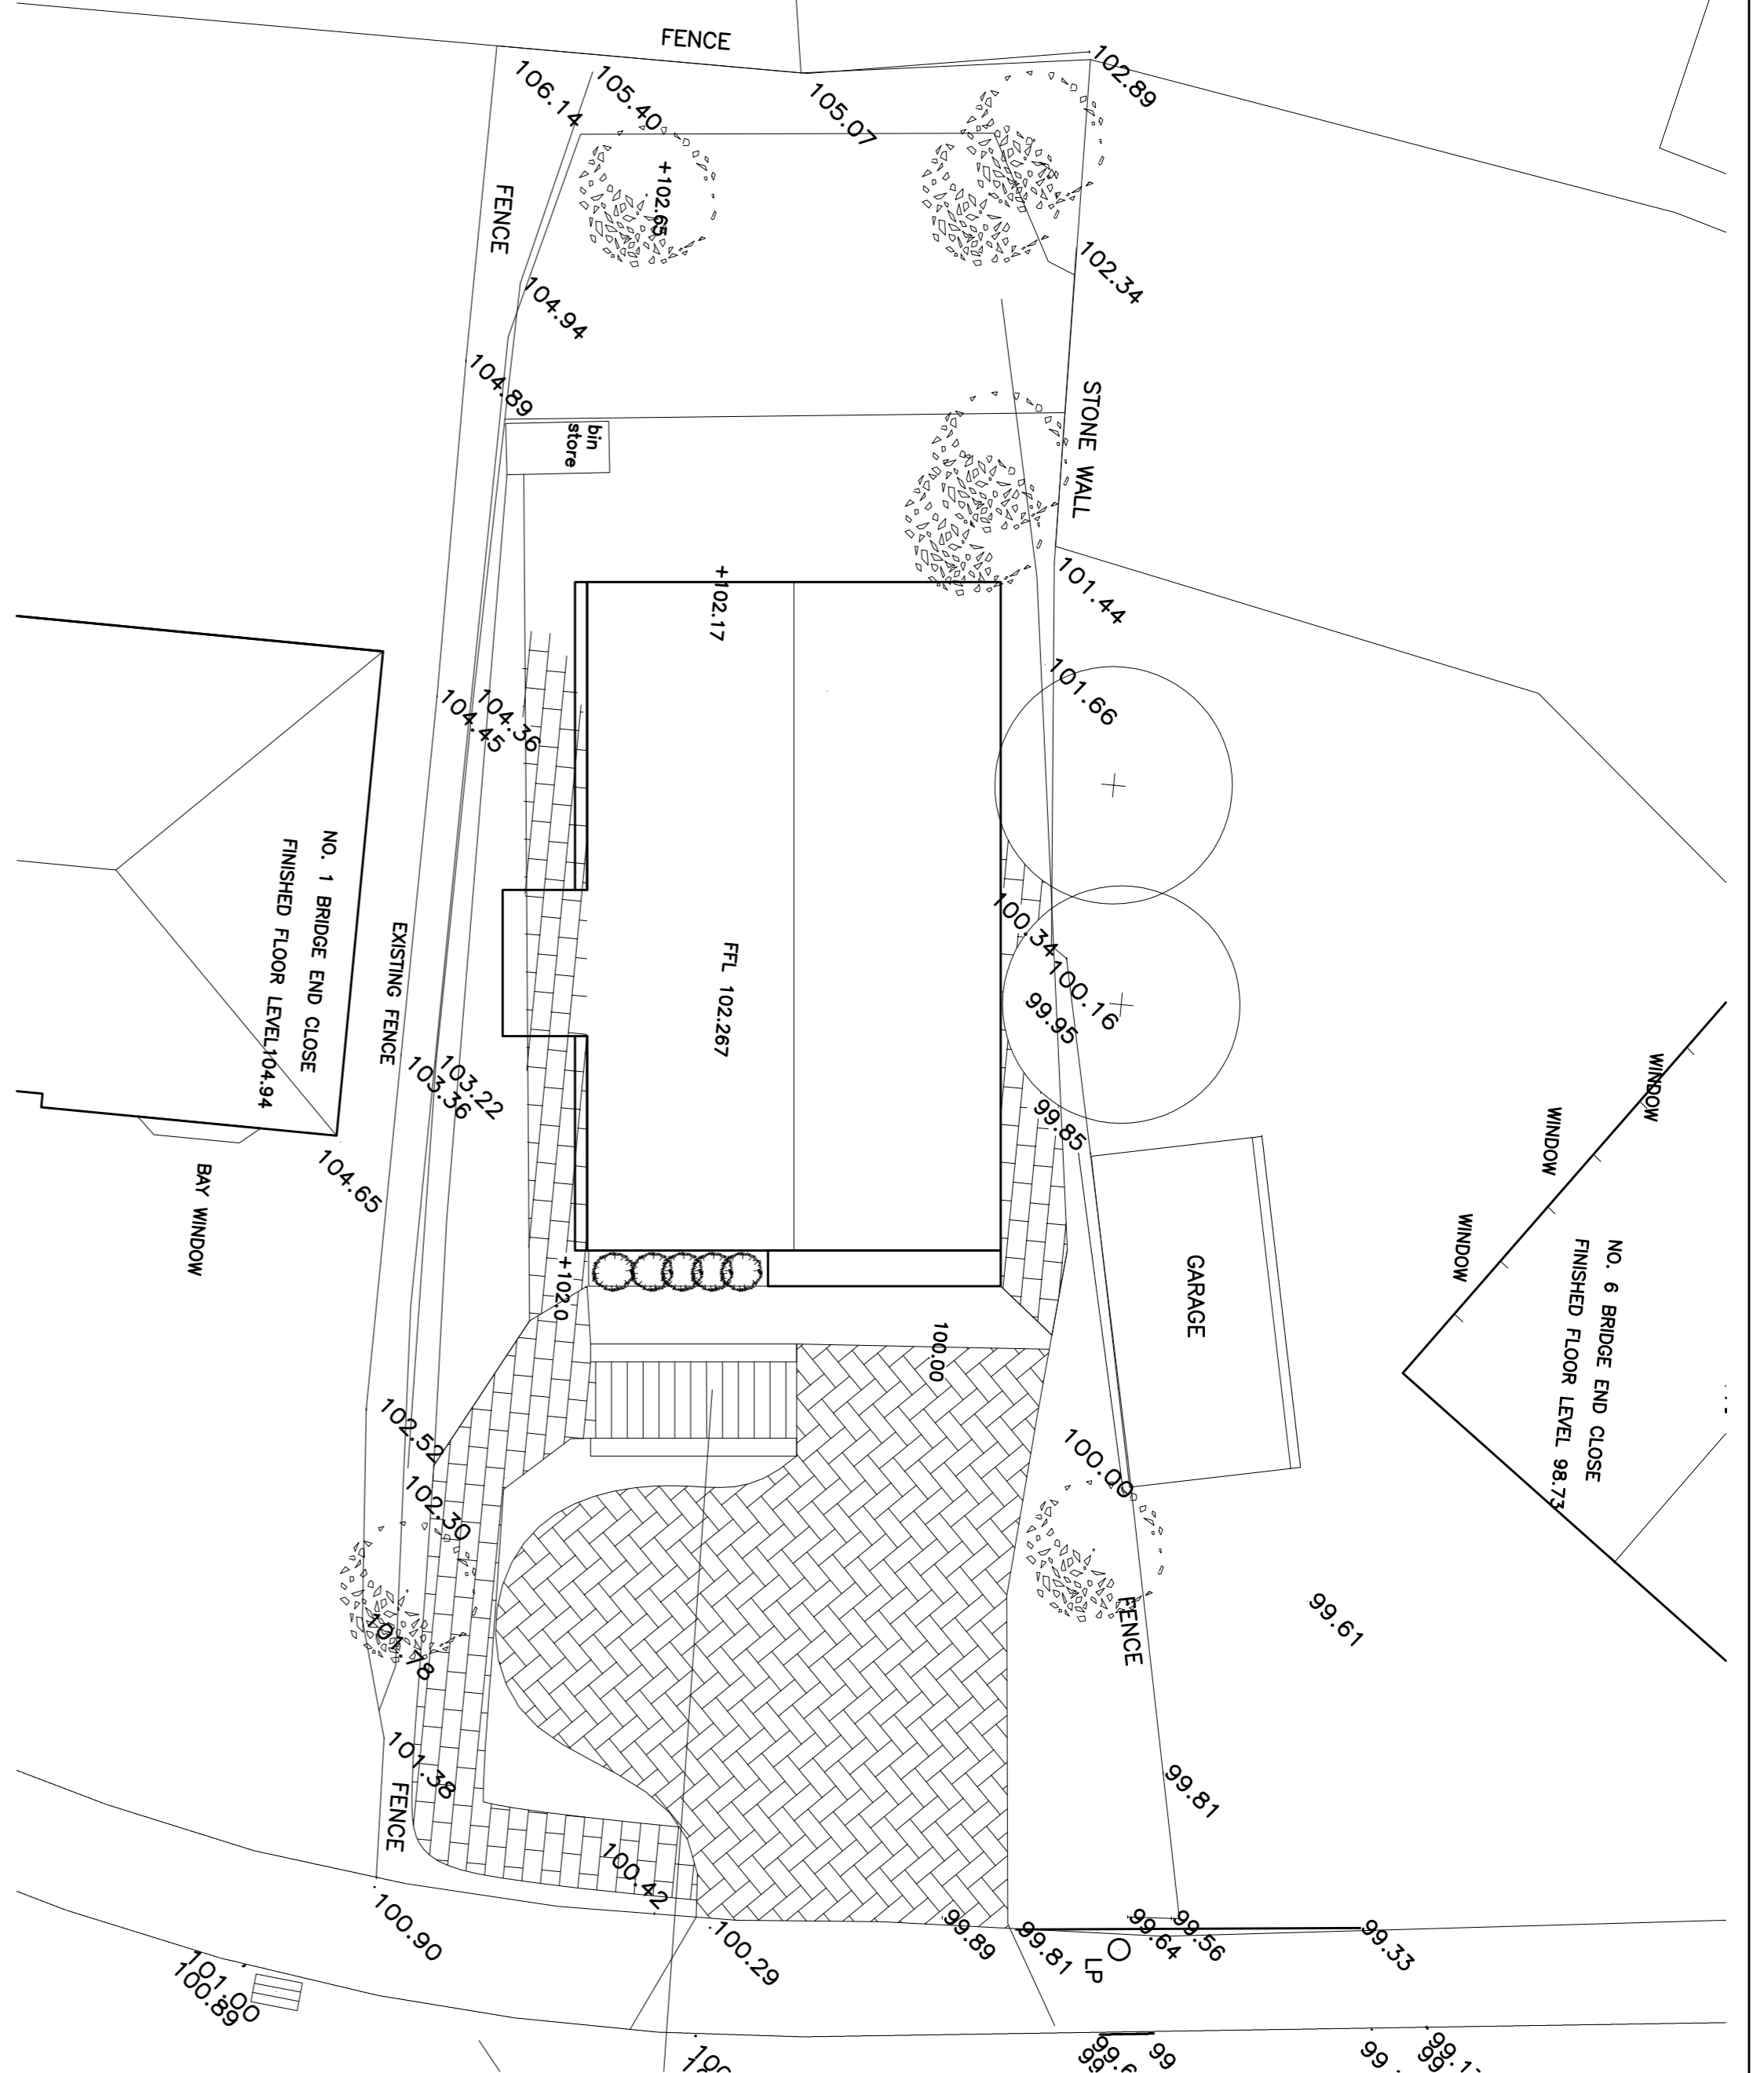 FENCE
102.89
106.14
105.40
105.07
+102.65
FENCE
102.34
104.94
104.89
STONE WALL
bin
store
101.44
+102.17
101.66
104.36
104.45
NO. 1 BRIDGE END CLOSE
FINISHED FLOOR LEVEL104.94
EXISTING FENCE
FFL 102.267
100.34
100.16
99.95
103.22
103.36
99.85
WINDOW
WINDOW
WINDOW
104.65
BAY WINDOW
+102.0
GARAGE
NO. 6 BRIDGE END CLOSE
FINISHED FLOOR LEVEL 98.73
100.00
102.52
100.00
102.30
FENCE
99.61
101.78
101.38
FENCE
99.81
100.42
100.90
100.29
99.89
99.81
LP
99.64
99.56
99.33
101.00
100.89